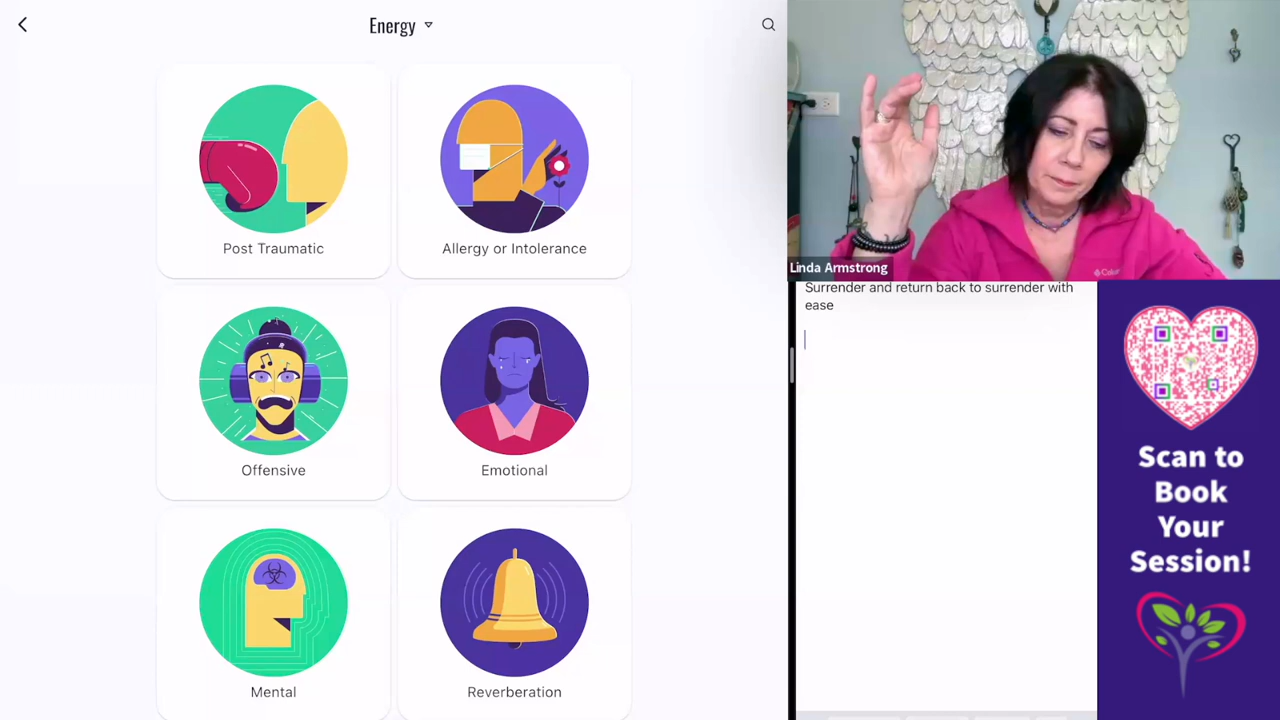 Energy
Post Traumatic
Allergy or Intolerance
Offensive
Emotional
Mental
Reverberation
Linda Armstrong
Columbia
Surrender and return back to surrender with
ease
Scan to
Book
Your
Session!